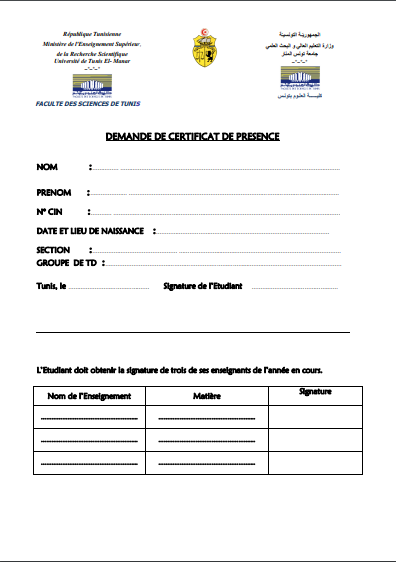 République Tunisienne
Ministère de l'Enseignement Supérieur,
de la Recherche Scientifique
Université de Tunis El- Manar
FACULTE DES SCIENCES DE TUNIS
الجمهورية التونسية
وزارة التعليم العالي و البحث العلمي
جامعة تونس المنار
كليــــة العلـوم بتونس
DEMANDE DE CERTIFICAT DE PRESENCE
NOM :
PRENOM :
N° CIN :
DATE ET LIEU DE NAISSANCE :
SECTION :
GROUPE DE TD :
Tunis, le Signature de l'Etudiant
L'Etudiant doit obtenir la signature de trois de ses enseignants de l'année en cours.
Nom de l'Enseignement Matière Signature